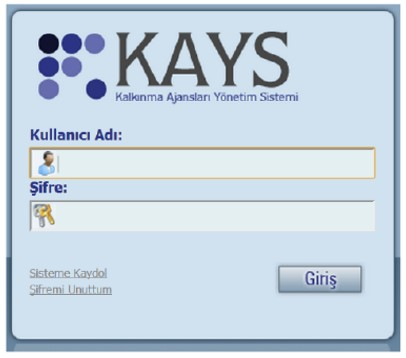 KAYS
Kalkınma Ajansları Yönetim Sistemi
Kullanıcı Adı:
Şifre:
Sisteme Kaydol
Şifremi Unuttum
Giriş